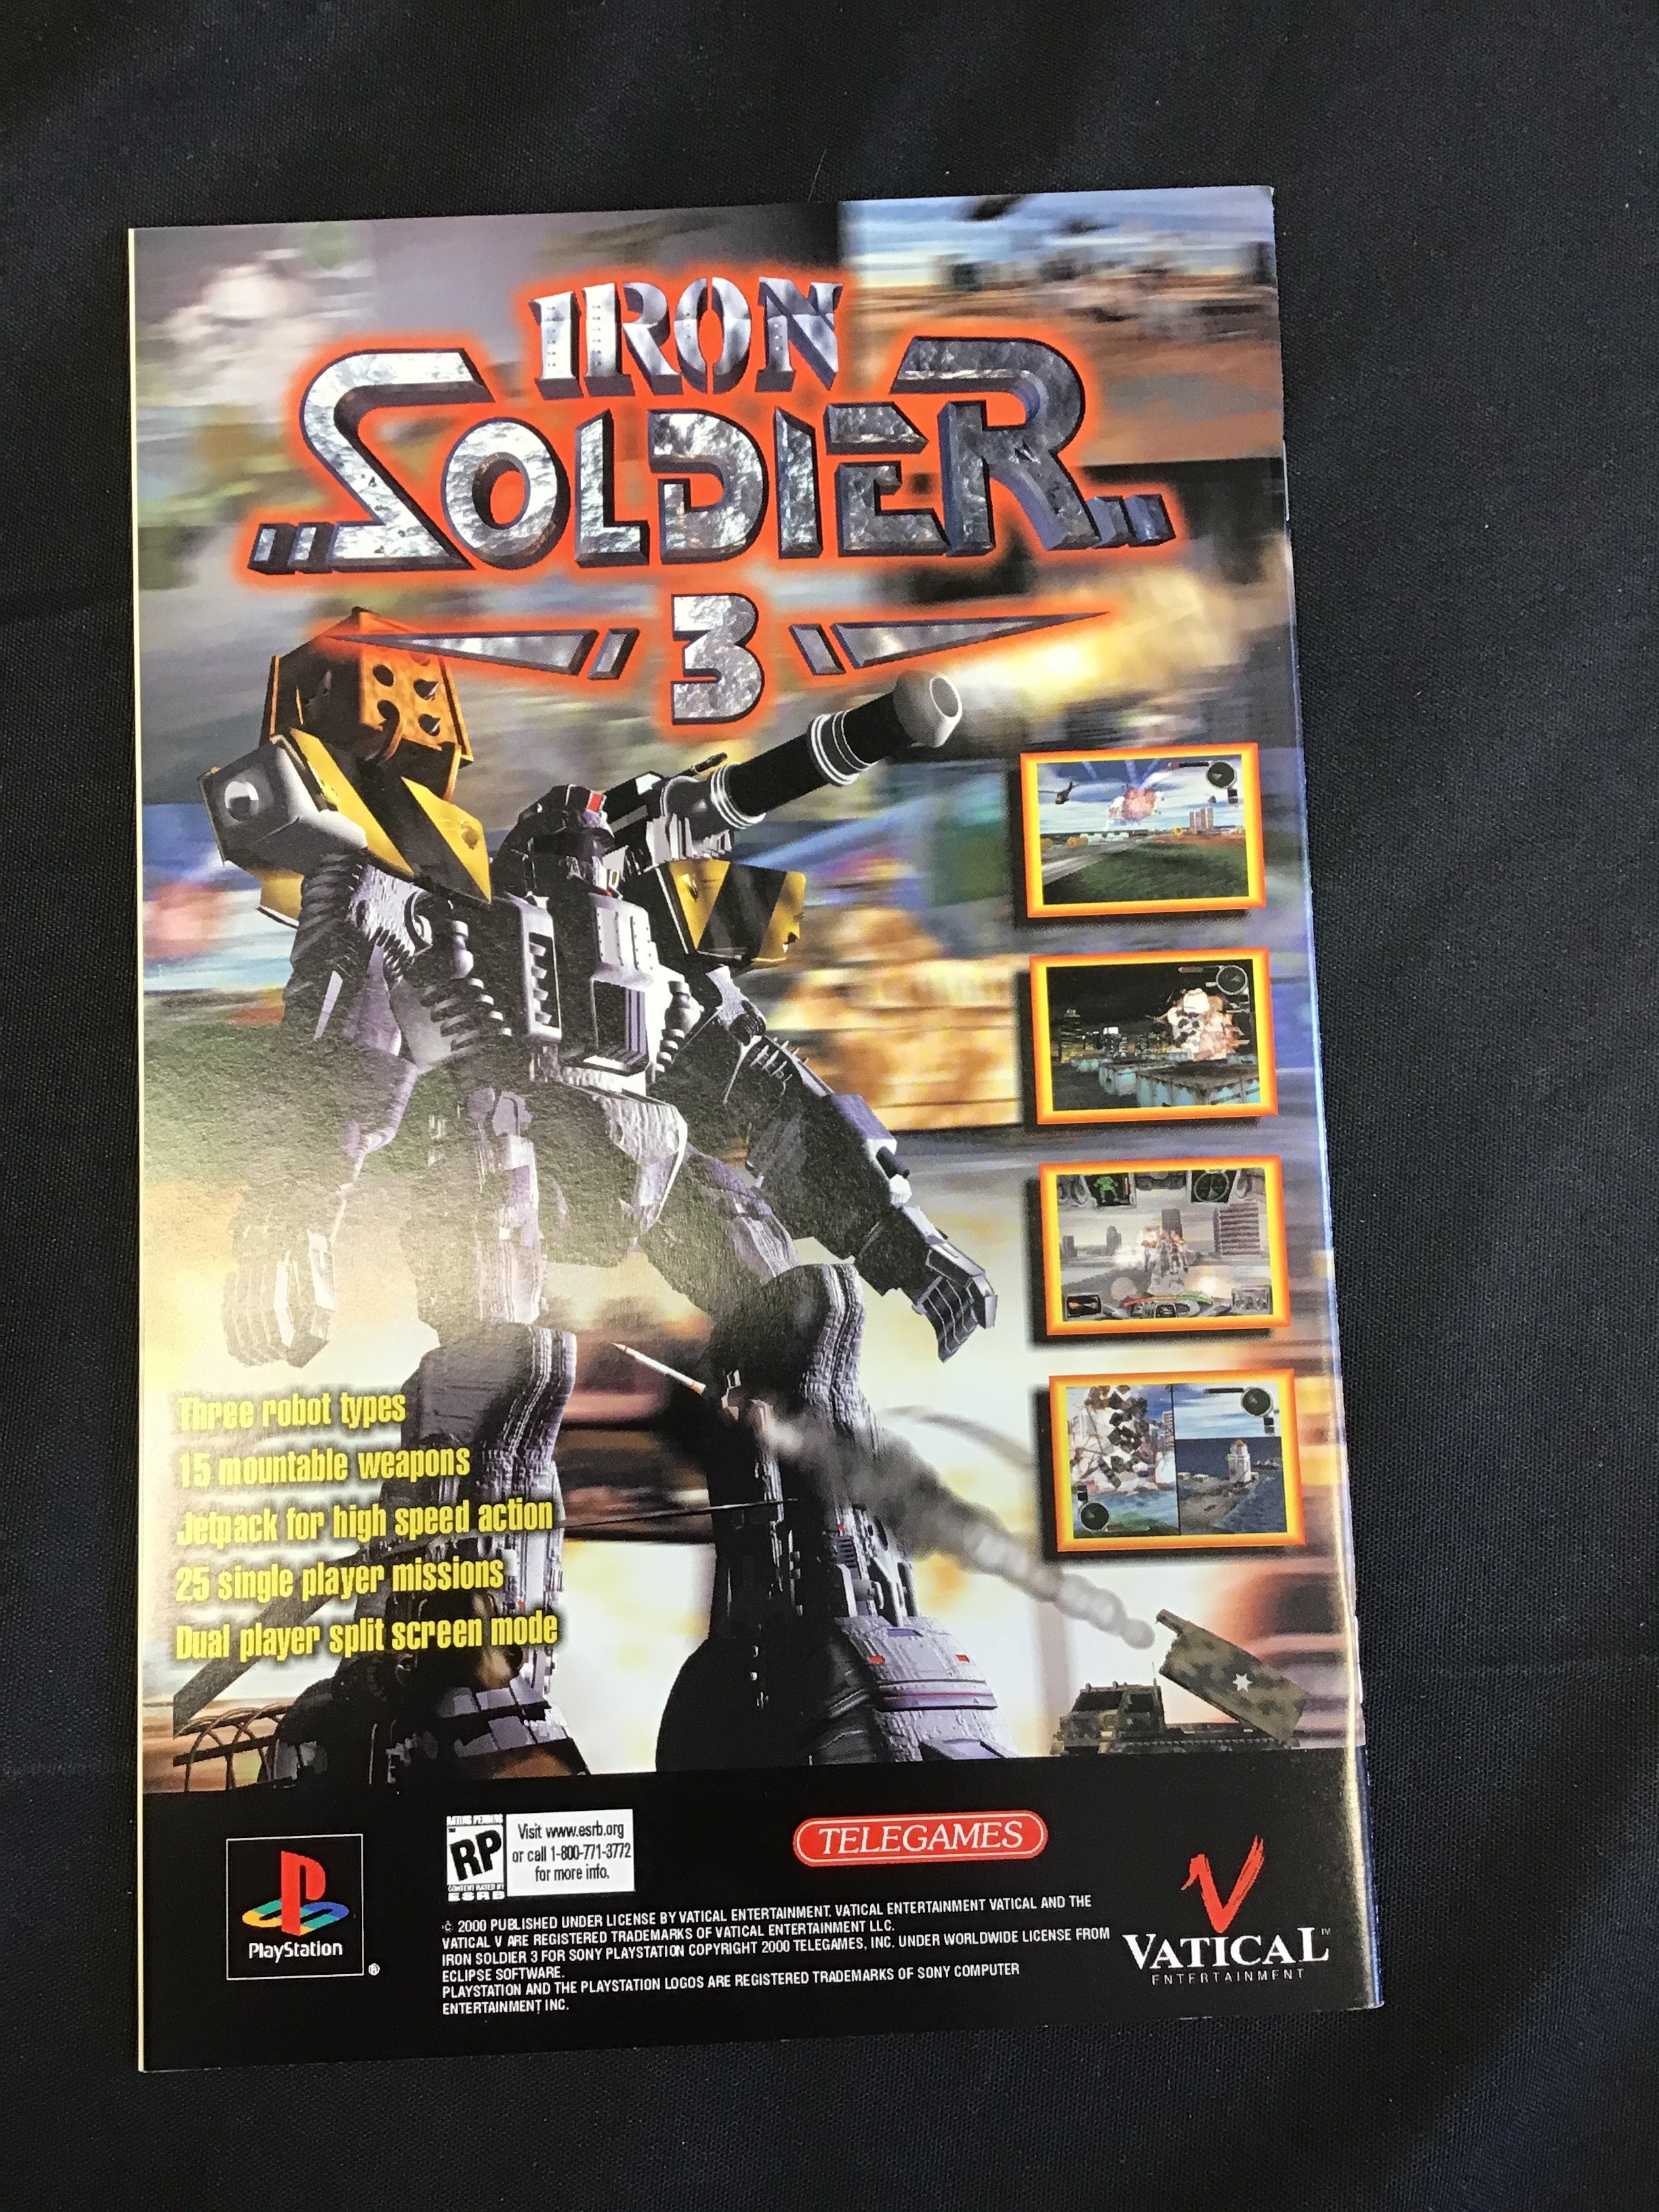 IRON
SOLDIER
3
Three robot types
15 mountable weapons
Jetpack for high speed action
25 single player missions
Dual player split screen mode
PlayStation
®
RATING PENDING
RP
CONTENT RATED BY
ESRB
Visit www.esrb.org
or call 1-800-771-3772
for more info.
TELEGAMES
© 2000 PUBLISHED UNDER LICENSE BY VATICAL ENTERTAINMENT. VATICAL ENTERTAINMENT VATICAL AND THE
VATICAL V ARE REGISTERED TRADEMARKS OF VATICAL ENTERTAINMENT LLC.
IRON SOLDIER 3 FOR SONY PLAYSTATION COPYRIGHT 2000 TELEGAMES, INC. UNDER WORLDWIDE LICENSE FROM
ECLIPSE SOFTWARE.
PLAYSTATION AND THE PLAYSTATION LOGOS ARE REGISTERED TRADEMARKS OF SONY COMPUTER
ENTERTAINMENT INC.
VATICAL™
ENTERTAINMENT